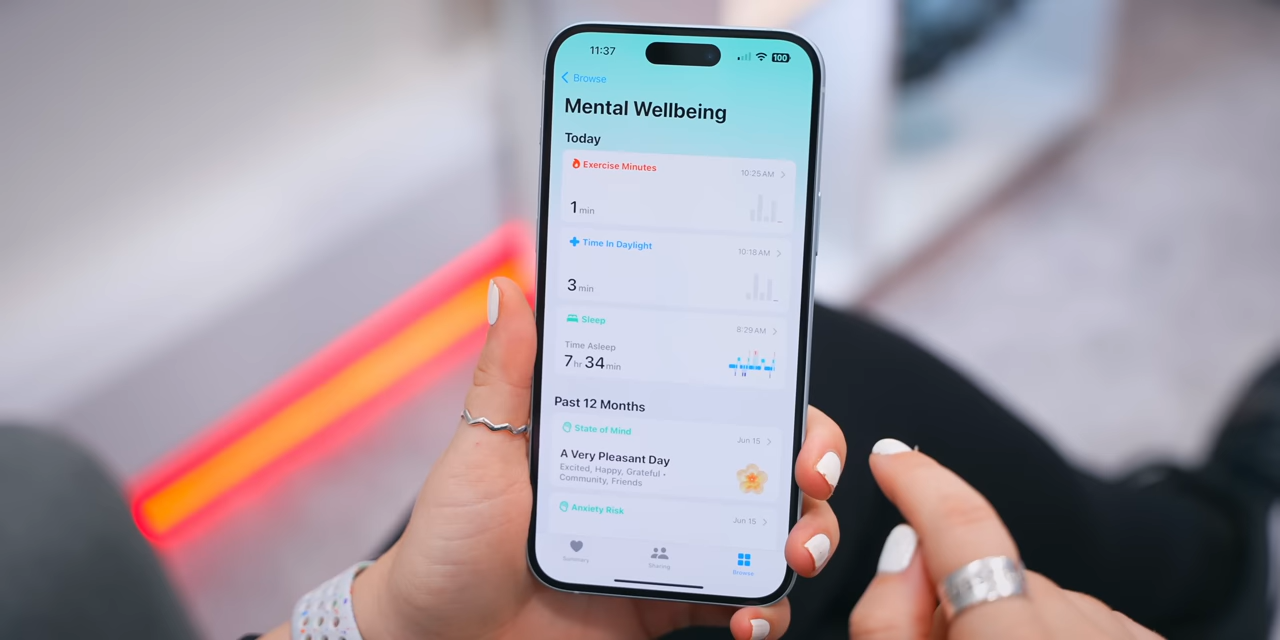 11:37
100
Browse
Mental Wellbeing
Today
Exercise Minutes
10:25 AM
1 min
Time In Daylight
10:18 AM
3 min
Sleep
8:29 AM
Time Asleep
7 hr 34 min
Past 12 Months
State of Mind
Jun 15
A Very Pleasant Day
Excited, Happy, Grateful •
Community, Friends
Anxiety Risk
Jun 15
Summary
Sharing
Browse